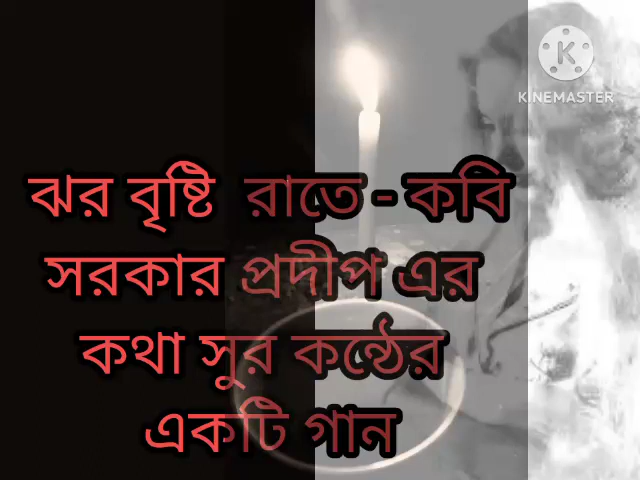 KINEMASTER
ঝর বৃষ্টি রাতে - কবি
সরকার প্রদীপ এর
কথা সুর কন্ঠের
একটি গান